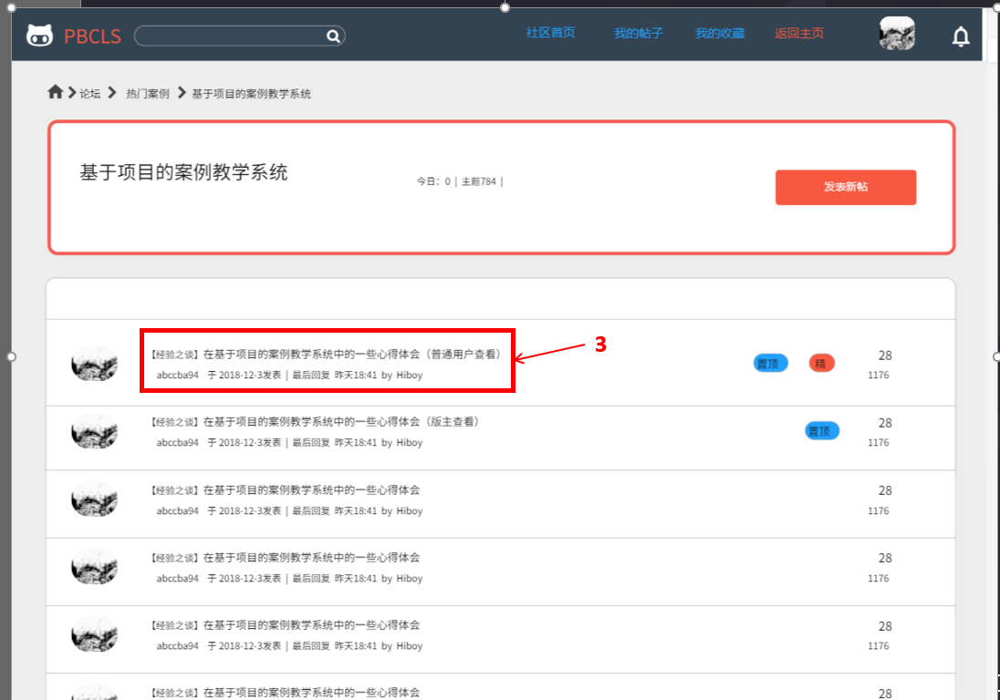 PBCLS 社区首页 我的帖子 我的收藏 返回主页
论坛 热门案例 基于项目的案例教学系统
基于项目的案例教学系统 今日：0 | 主题784 | 发表新帖
【经验之谈】在基于项目的案例教学系统中的一些心得体会（普通用户查看） 置顶 精 28
abccba94 于 2018-12-3发表 | 最后回复 昨天18:41 by Hiboy 1176
3
【经验之谈】在基于项目的案例教学系统中的一些心得体会（版主查看） 置顶 28
abccba94 于 2018-12-3发表 | 最后回复 昨天18:41 by Hiboy 1176
【经验之谈】在基于项目的案例教学系统中的一些心得体会 28
abccba94 于 2018-12-3发表 | 最后回复 昨天18:41 by Hiboy 1176
【经验之谈】在基于项目的案例教学系统中的一些心得体会 28
abccba94 于 2018-12-3发表 | 最后回复 昨天18:41 by Hiboy 1176
【经验之谈】在基于项目的案例教学系统中的一些心得体会 28
abccba94 于 2018-12-3发表 | 最后回复 昨天18:41 by Hiboy 1176
【经验之谈】在基于项目的案例教学系统中的一些心得体会 28